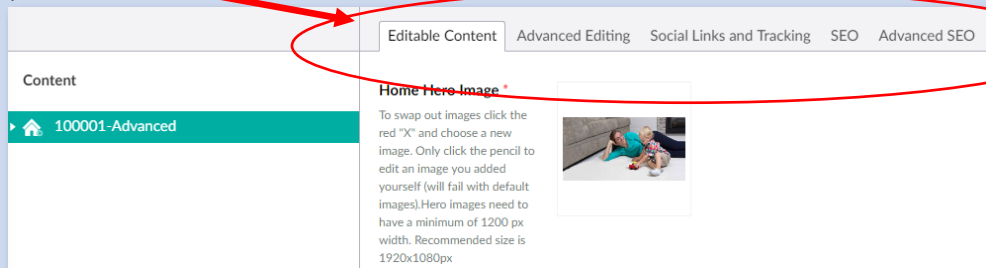 Editable Content Advanced Editing Social Links and Tracking SEO Advanced SEO
Content
100001-Advanced
Home Hero Image *
To swap out images click the
red "X" and choose a new
image. Only click the pencil to
edit an image you added
yourself (will fail with default
images).Hero images need to
have a minimum of 1200 px
width. Recommended size is
1920x1080px